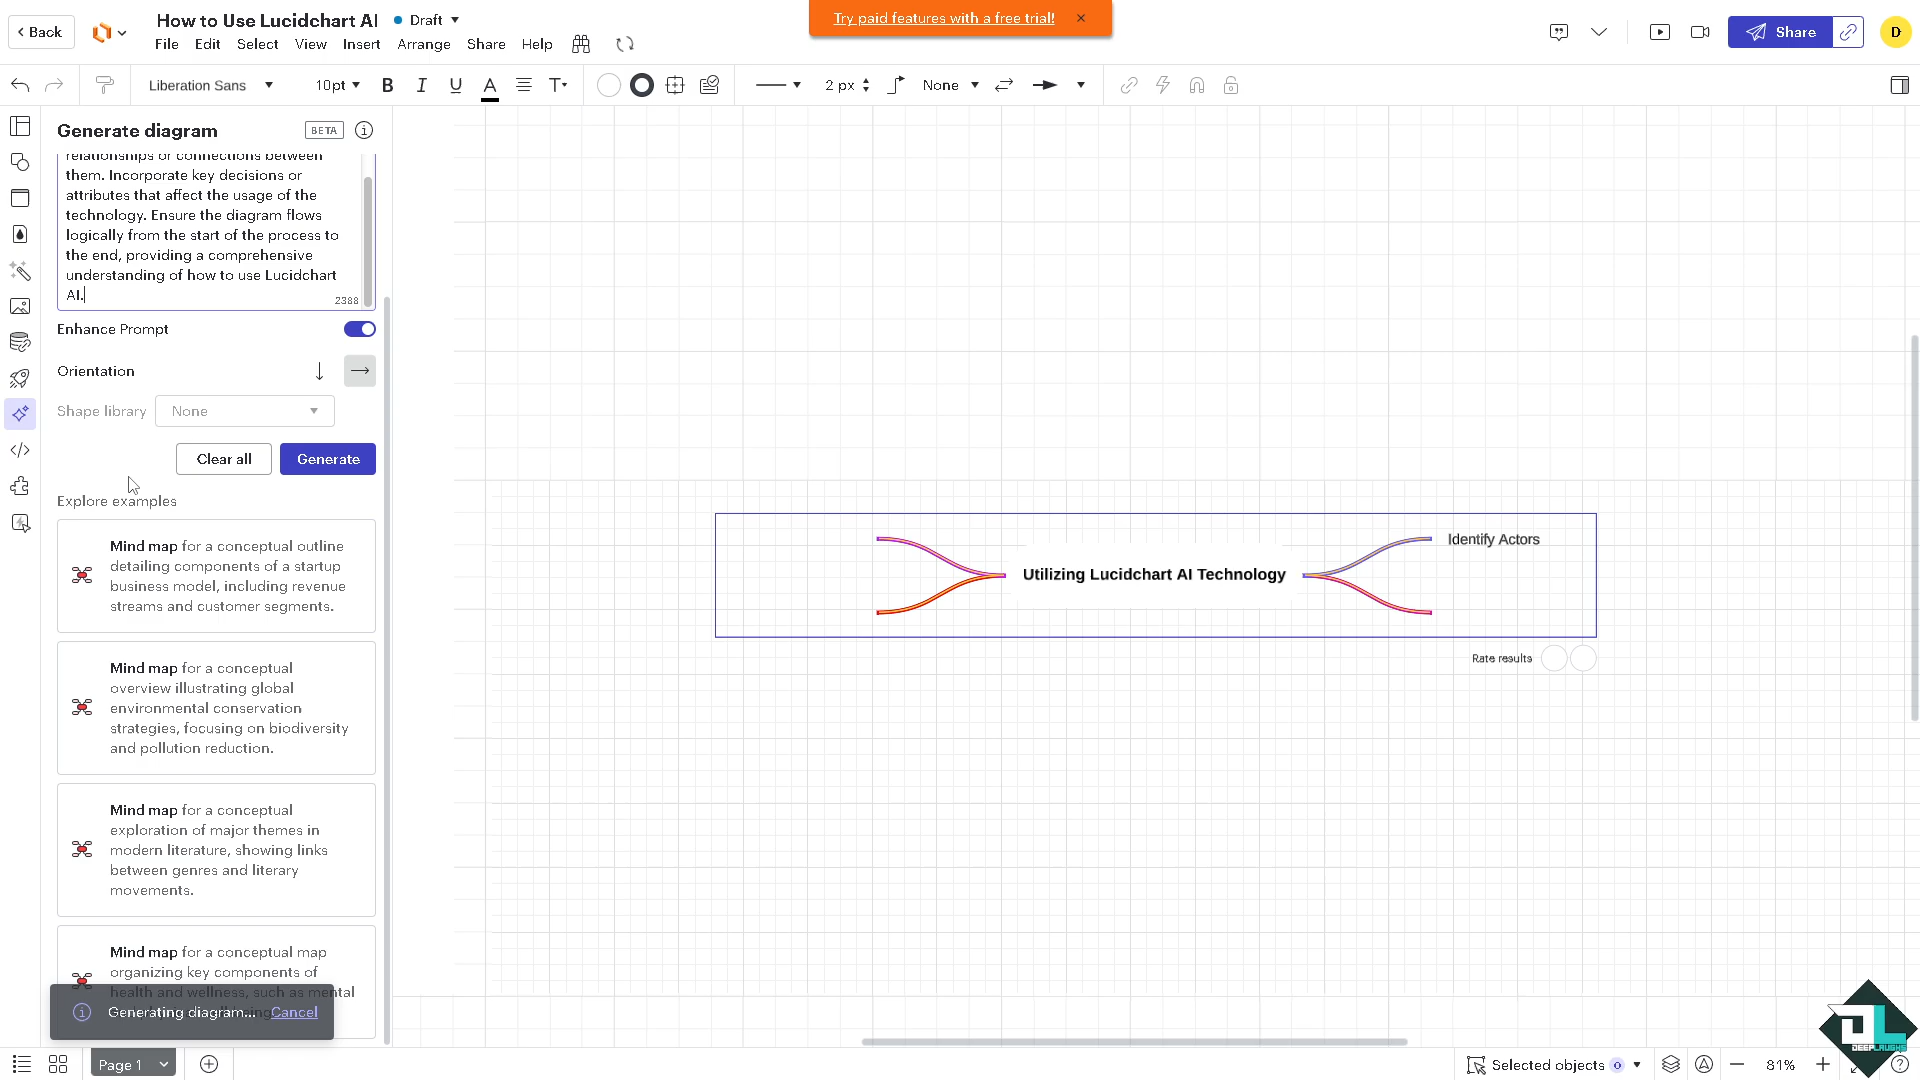 Back
How to Use Lucidchart AI
Draft
Try paid features with a free trial!
File Edit Select View Insert Arrange Share Help
Share
D
Liberation Sans
10pt
B I U A T
2 px
None
Generate diagram
BETA
them. Incorporate key decisions or
attributes that affect the usage of the
technology. Ensure the diagram flows
logically from the start of the process to
the end, providing a comprehensive
understanding of how to use Lucidchart
AI.
2388
Enhance Prompt
Orientation
Shape library
None
Clear all
Generate
Explore examples
Mind map for a conceptual outline
detailing components of a startup
business model, including revenue
streams and customer segments.
Mind map for a conceptual
overview illustrating global
environmental conservation
strategies, focusing on biodiversity
and pollution reduction.
Mind map for a conceptual
exploration of major themes in
modern literature, showing links
between genres and literary
movements.
Mind map for a conceptual map
organizing key components of
health and wellness, such as mental
Generating diagram...
Cancel
Utilizing Lucidchart AI Technology
Identify Actors
Rate results
Page 1
Selected objects 0
81%
DEEPLAUGHS